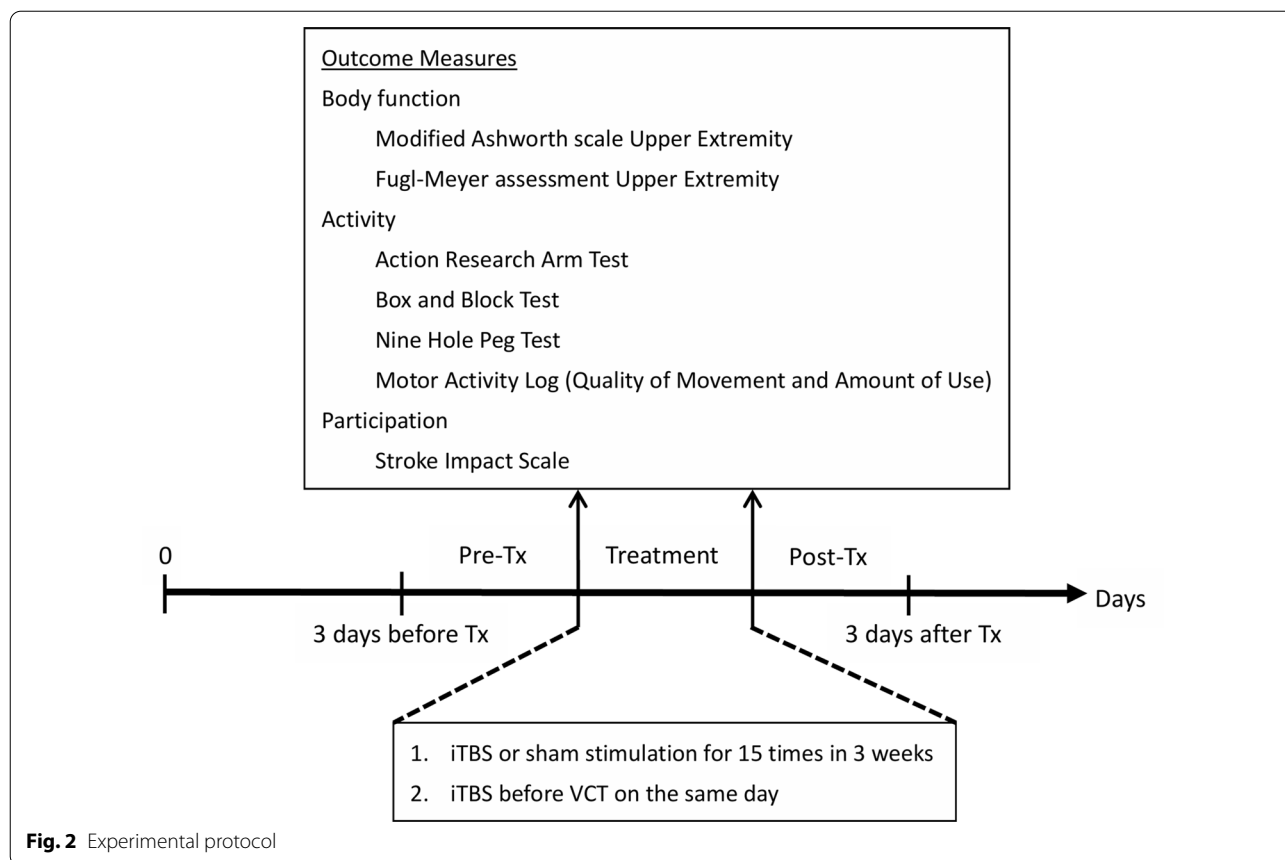 Outcome Measures
Body function
Modified Ashworth scale Upper Extremity
Fugl-Meyer assessment Upper Extremity
Activity
Action Research Arm Test
Box and Block Test
Nine Hole Peg Test
Motor Activity Log (Quality of Movement and Amount of Use)
Participation
Stroke Impact Scale
0
Pre-Tx
Treatment
Post-Tx
Days
3 days before Tx
3 days after Tx
1. iTBS or sham stimulation for 15 times in 3 weeks
2. iTBS before VCT on the same day
Fig. 2 Experimental protocol